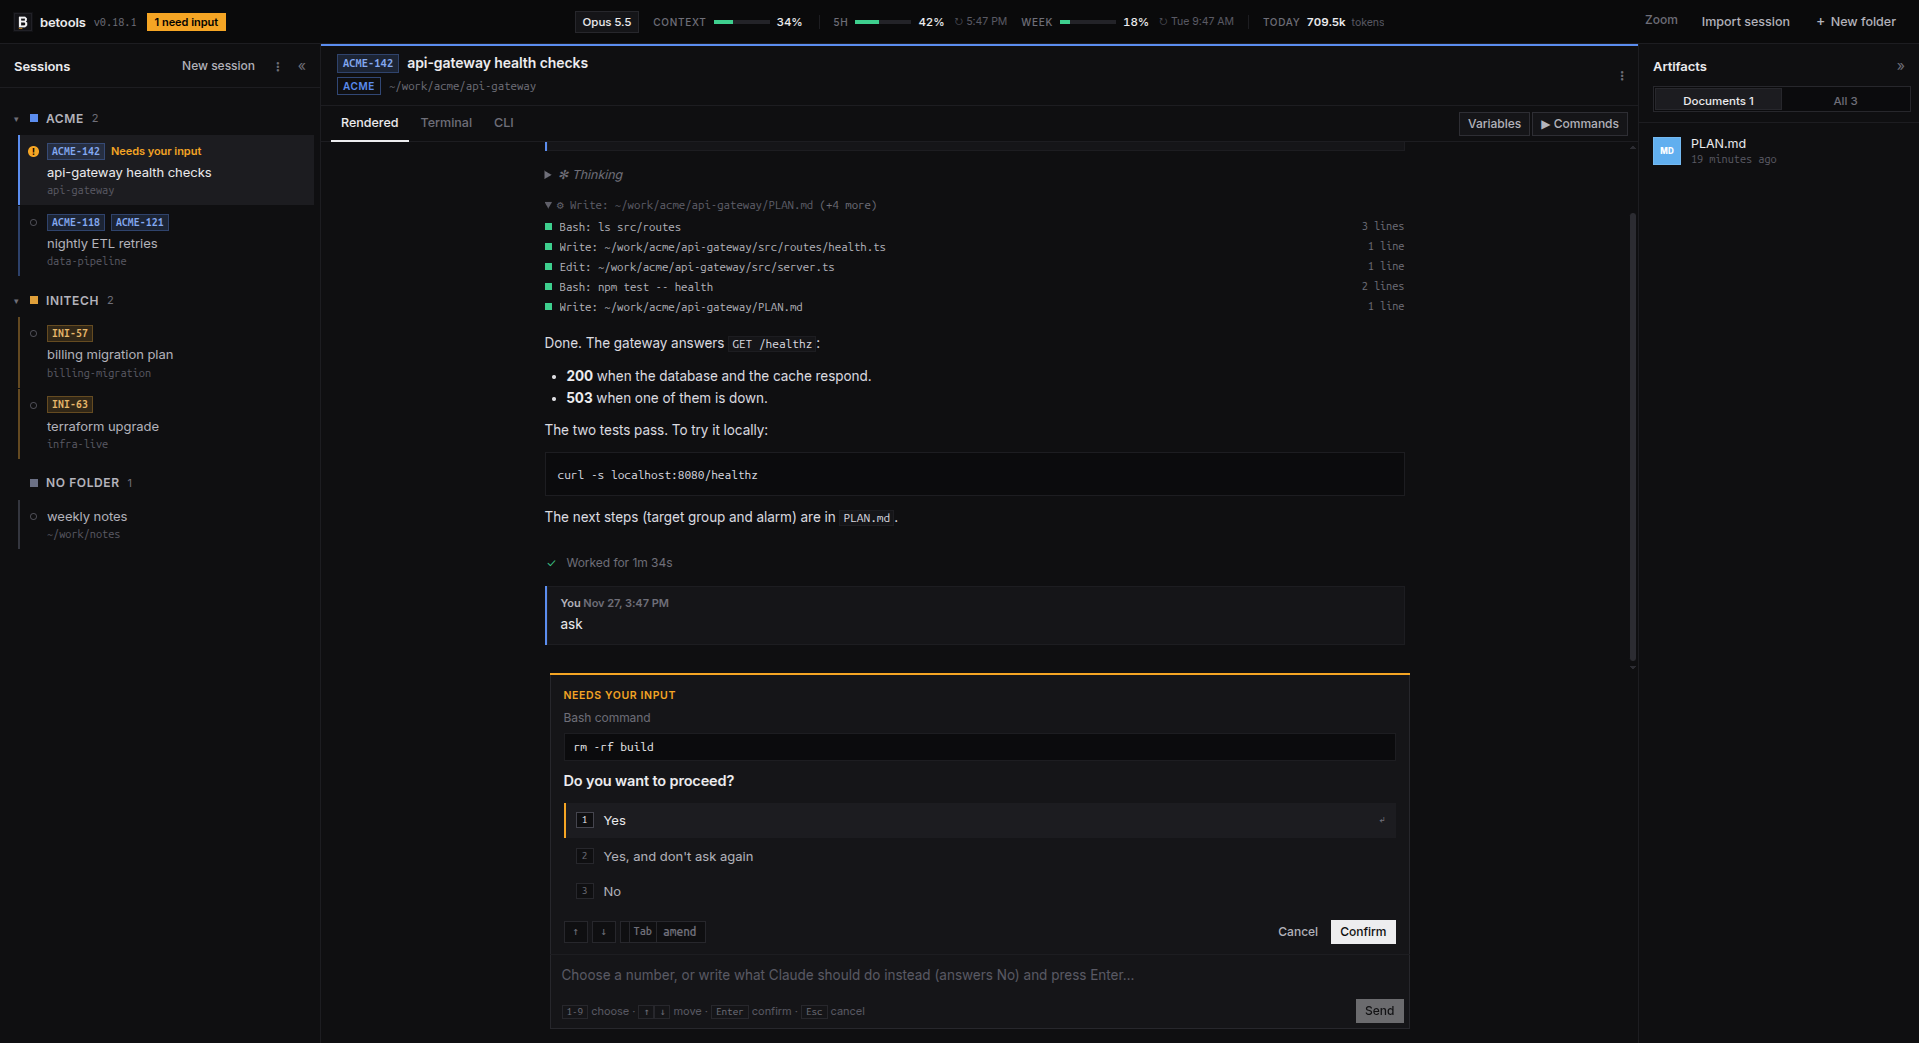 B betools v0.18.1 1 need input
Opus 5.5 CONTEXT 34% 5H 42% ↻ 5:47 PM WEEK 18% ↻ Tue 9:47 AM TODAY 709.5k tokens
Zoom Import session + New folder
Sessions New session ⋮ «
▾ ACME 2
ACME-142 Needs your input
api-gateway health checks
api-gateway
ACME-118 ACME-121
nightly ETL retries
data-pipeline
▾ INITECH 2
INI-57
billing migration plan
billing-migration
INI-63
terraform upgrade
infra-live
NO FOLDER 1
weekly notes
~/work/notes
ACME-142 api-gateway health checks
ACME ~/work/acme/api-gateway
Rendered Terminal CLI
Variables ▶ Commands
▶ ✻ Thinking
▼ ⚙ Write: ~/work/acme/api-gateway/PLAN.md (+4 more)
Bash: ls src/routes 3 lines
Write: ~/work/acme/api-gateway/src/routes/health.ts 1 line
Edit: ~/work/acme/api-gateway/src/server.ts 1 line
Bash: npm test -- health 2 lines
Write: ~/work/acme/api-gateway/PLAN.md 1 line
Done. The gateway answers GET /healthz:
• 200 when the database and the cache respond.
• 503 when one of them is down.
The two tests pass. To try it locally:
curl -s localhost:8080/healthz
The next steps (target group and alarm) are in PLAN.md.
✓ Worked for 1m 34s
You Nov 27, 3:47 PM
ask
NEEDS YOUR INPUT
Bash command
rm -rf build
Do you want to proceed?
1 Yes ⏎
2 Yes, and don't ask again
3 No
↑ ↓ Tab amend Cancel Confirm
Choose a number, or write what Claude should do instead (answers No) and press Enter...
1-9 choose · ↑ ↓ move · Enter confirm · Esc cancel Send
Artifacts »
Documents 1 All 3
MD PLAN.md
19 minutes ago